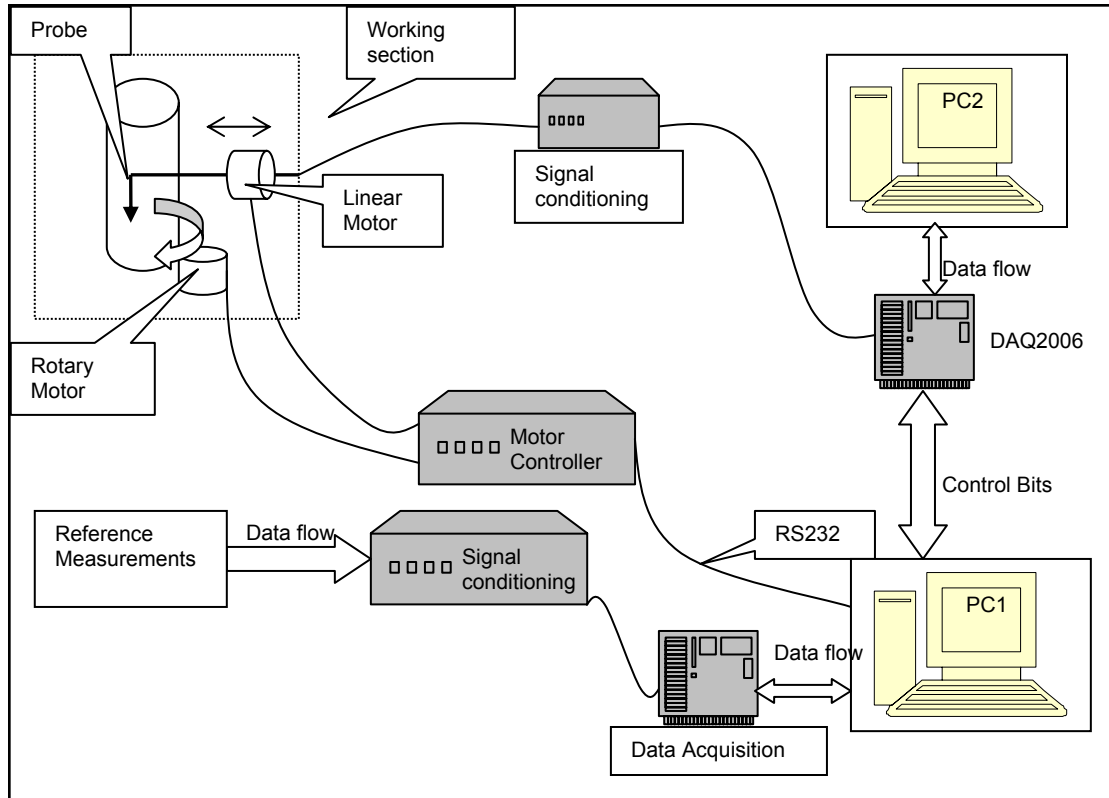 Probe
Working
section
PC2
Signal
conditioning
Linear
Motor
Data flow
DAQ2006
Rotary
Motor
Motor
Controller
Control Bits
Reference
Measurements
Data flow
Signal
conditioning
RS232
PC1
Data flow
Data Acquisition